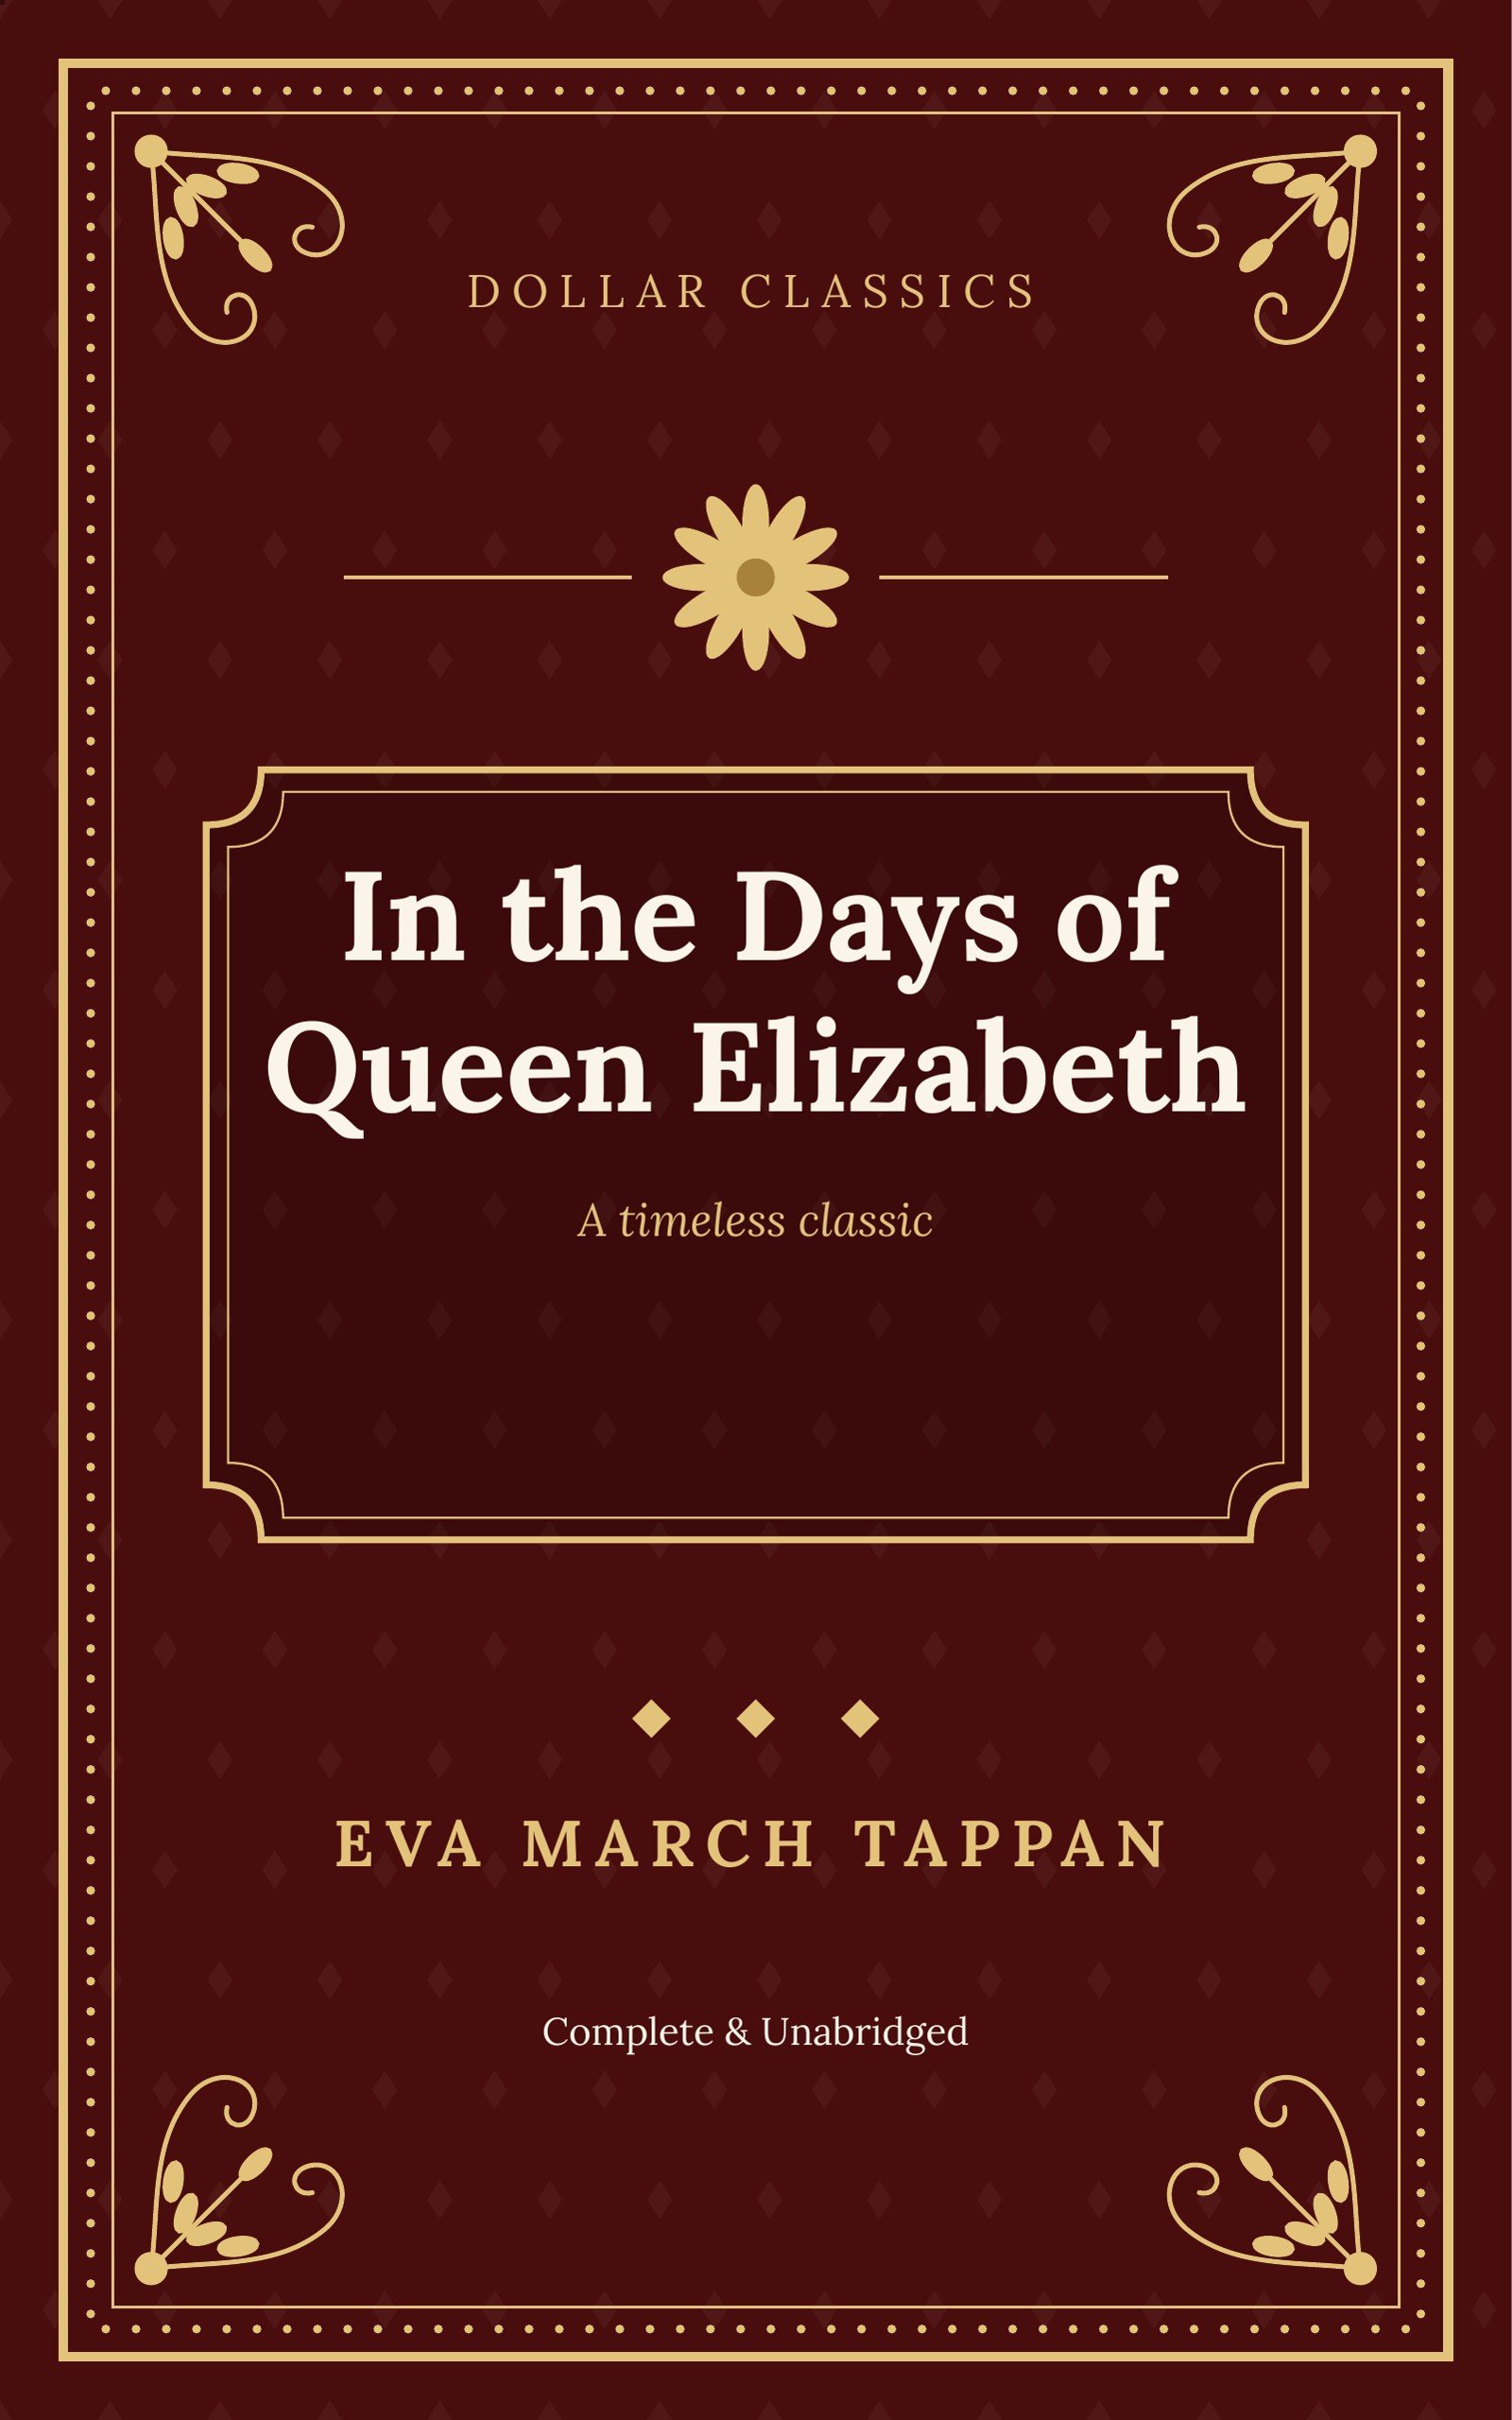 DOLLAR CLASSICS
In the Days of
Queen Elizabeth
A timeless classic
EVA MARCH TAPPAN
Complete & Unabridged